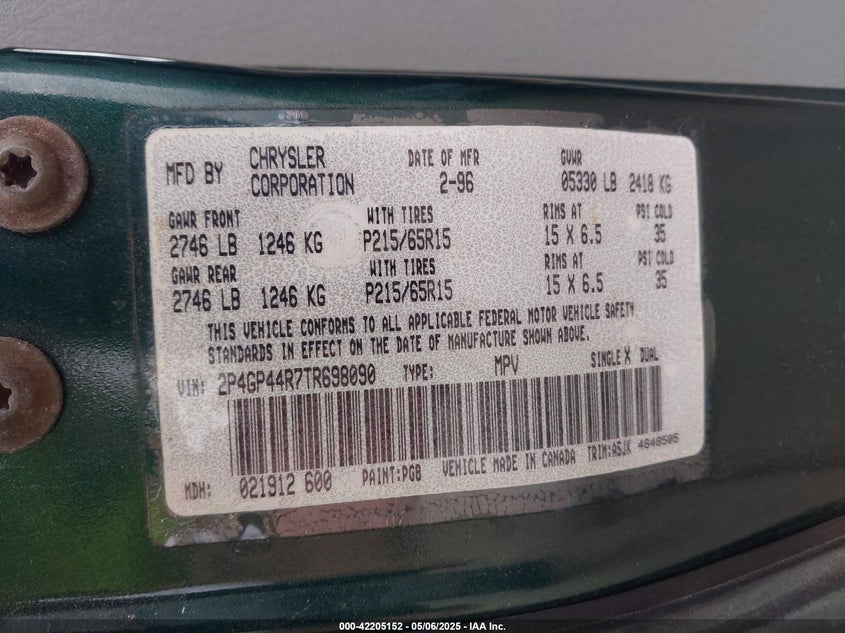 MFD BY CHRYSLER CORPORATION DATE OF MFR 2-96 GVWR 05330 LB 2418 KG
GAWR FRONT WITH TIRES RIMS AT PSI COLD
2746 LB 1246 KG P215/65R15 15 X 6.5 35
GAWR REAR WITH TIRES RIMS AT PSI COLD
2746 LB 1246 KG P215/65R15 15 X 6.5 35
THIS VEHICLE CONFORMS TO ALL APPLICABLE FEDERAL MOTOR VEHICLE SAFETY
STANDARDS IN EFFECT ON THE DATE OF MANUFACTURE SHOWN ABOVE.
VIN: 2P4GP44R7TR698090 TYPE: MPV SINGLE X DUAL
MDH: 021912 600 PAINT:PG8 VEHICLE MADE IN CANADA TRIM:A5JK 4648505
000-42205152 - 05/06/2025 - IAA Inc.